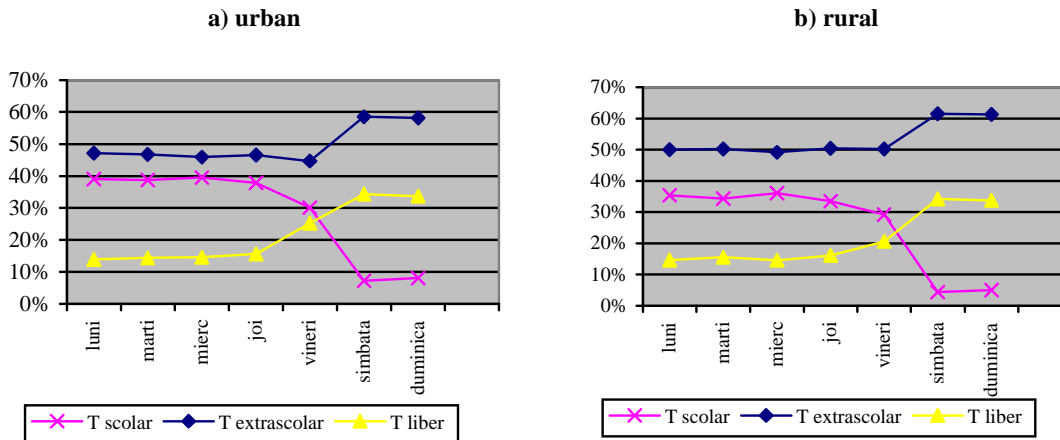 a) urban
70%
60%
50%
40%
30%
20%
10%
0%
luni
marti
mierc
joi
vineri
simbata
duminica
T scolar T extrascolar T liber
b) rural
70%
60%
50%
40%
30%
20%
10%
0%
luni
marti
mierc
joi
vineri
simbata
duminica
T scolar T extrascolar T liber